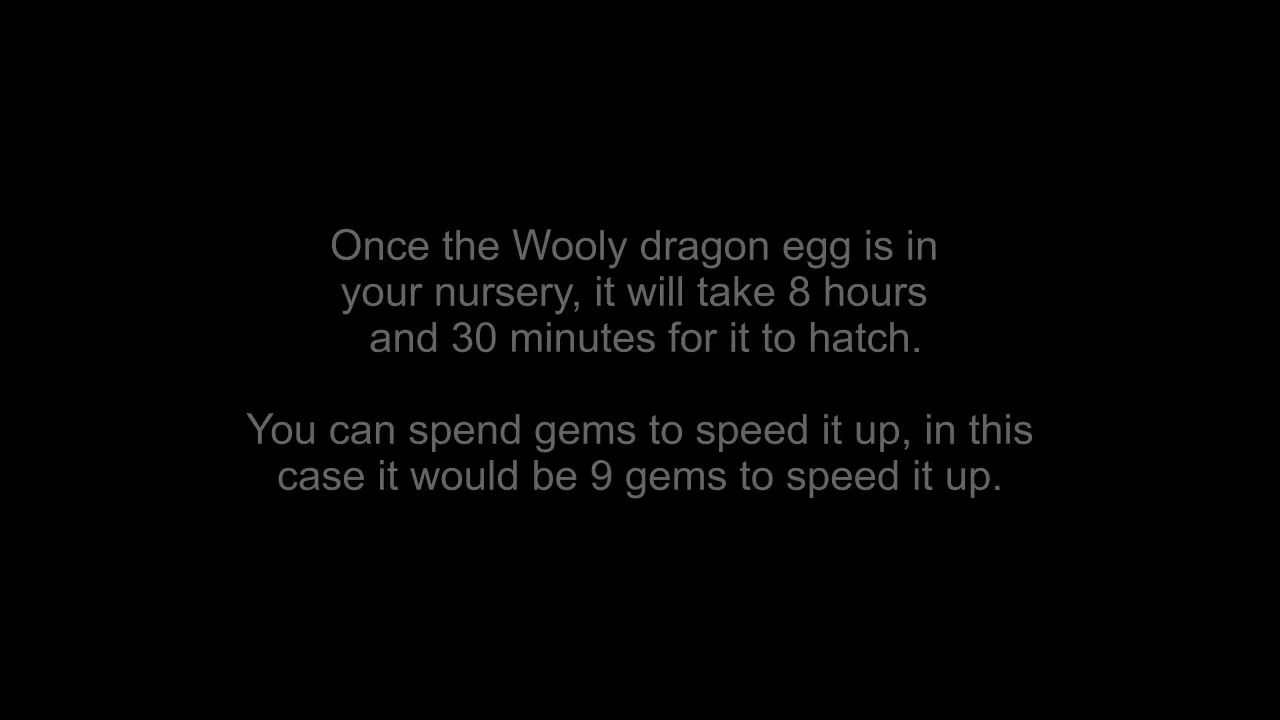 Once the Wooly dragon egg is in
your nursery, it will take 8 hours
and 30 minutes for it to hatch.
You can spend gems to speed it up, in this
case it would be 9 gems to speed it up.